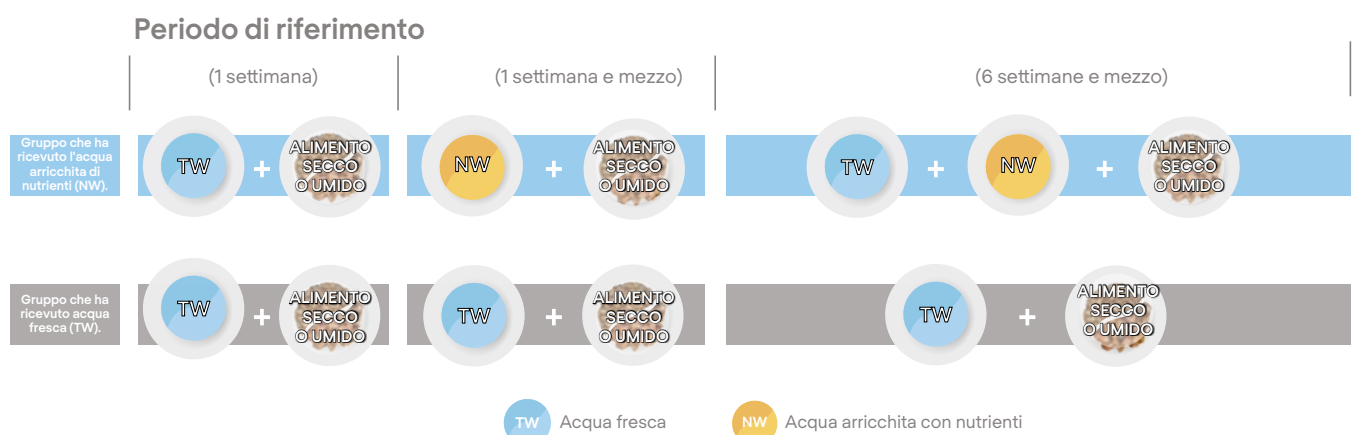 Periodo di riferimento
(1 settimana)
(1 settimana e mezzo)
(6 settimane e mezzo)
Gruppo che ha
ricevuto l'acqua
arricchita di
nutrienti (NW).
TW
+
ALIMENTO
SECCO
O UMIDO
NW
+
ALIMENTO
SECCO
O UMIDO
TW
+
NW
+
ALIMENTO
SECCO
O UMIDO
Gruppo che ha
ricevuto acqua
fresca (TW).
TW
+
ALIMENTO
SECCO
O UMIDO
TW
+
ALIMENTO
SECCO
O UMIDO
TW
+
ALIMENTO
SECCO
O UMIDO
TW Acqua fresca
NW Acqua arricchita con nutrienti